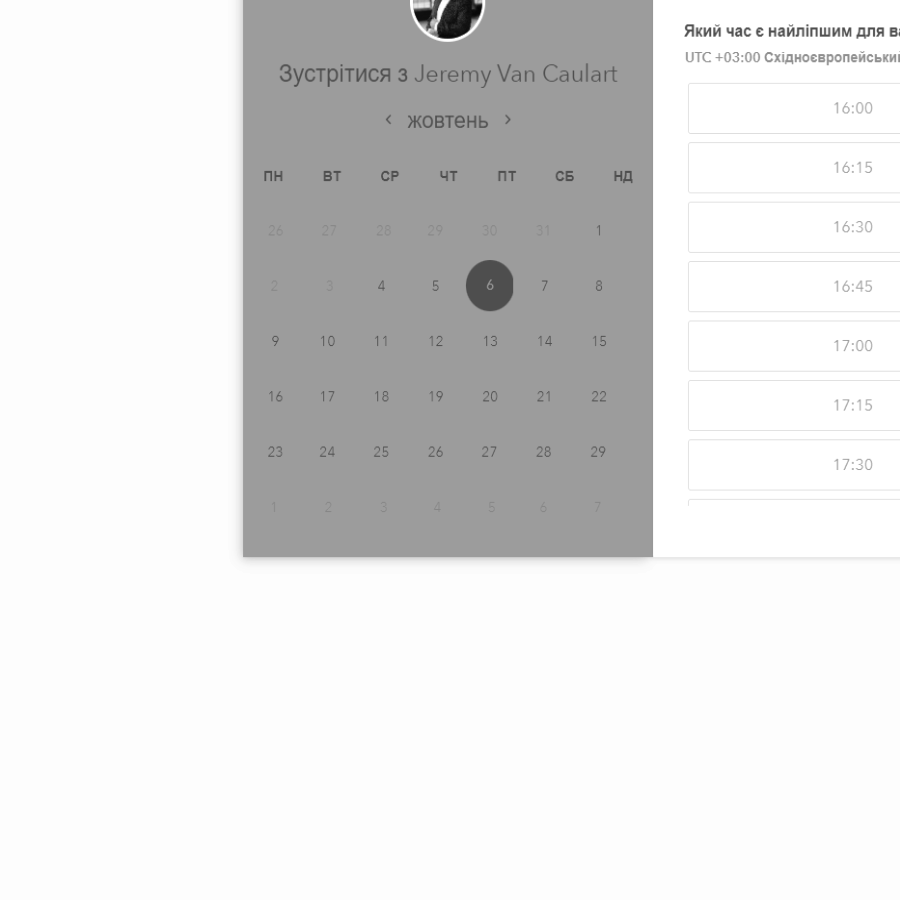 Зустрітися з Jeremy Van Caulart
‹ жовтень ›
ПН ВТ СР ЧТ ПТ СБ НД
26 27 28 29 30 31 1
2 3 4 5 6 7 8
9 10 11 12 13 14 15
16 17 18 19 20 21 22
23 24 25 26 27 28 29
1 2 3 4 5 6 7
Який час є найліпшим для
UTC +03:00
16:00
16:15
16:30
16:45
17:00
17:15
17:30